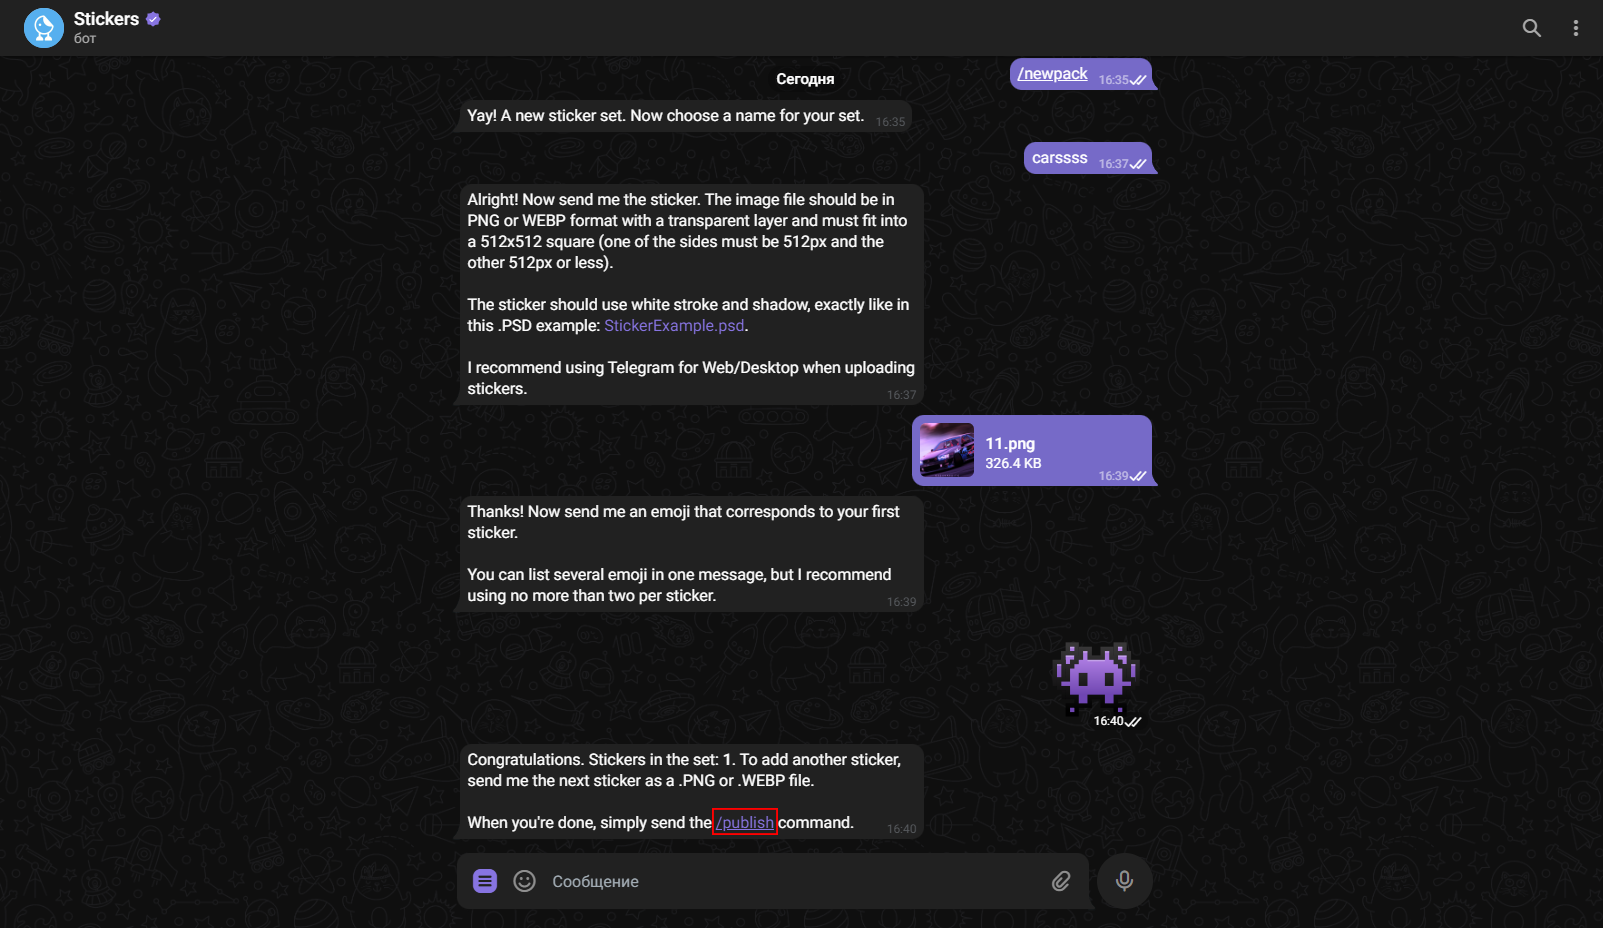 Stickers
бот
Сегодня
/newpack 16:35
Yay! A new sticker set. Now choose a name for your set. 16:35
carssss 16:37
Alright! Now send me the sticker. The image file should be in
PNG or WEBP format with a transparent layer and must fit into
a 512x512 square (one of the sides must be 512px and the
other 512px or less).
The sticker should use white stroke and shadow, exactly like in
this .PSD example: StickerExample.psd.
I recommend using Telegram for Web/Desktop when uploading
stickers. 16:37
11.png
326.4 KB
16:39
Thanks! Now send me an emoji that corresponds to your first
sticker.
You can list several emoji in one message, but I recommend
using no more than two per sticker. 16:39
16:40
Congratulations. Stickers in the set: 1. To add another sticker,
send me the next sticker as a .PNG or .WEBP file.
When you're done, simply send the /publish command. 16:40
Сообщение